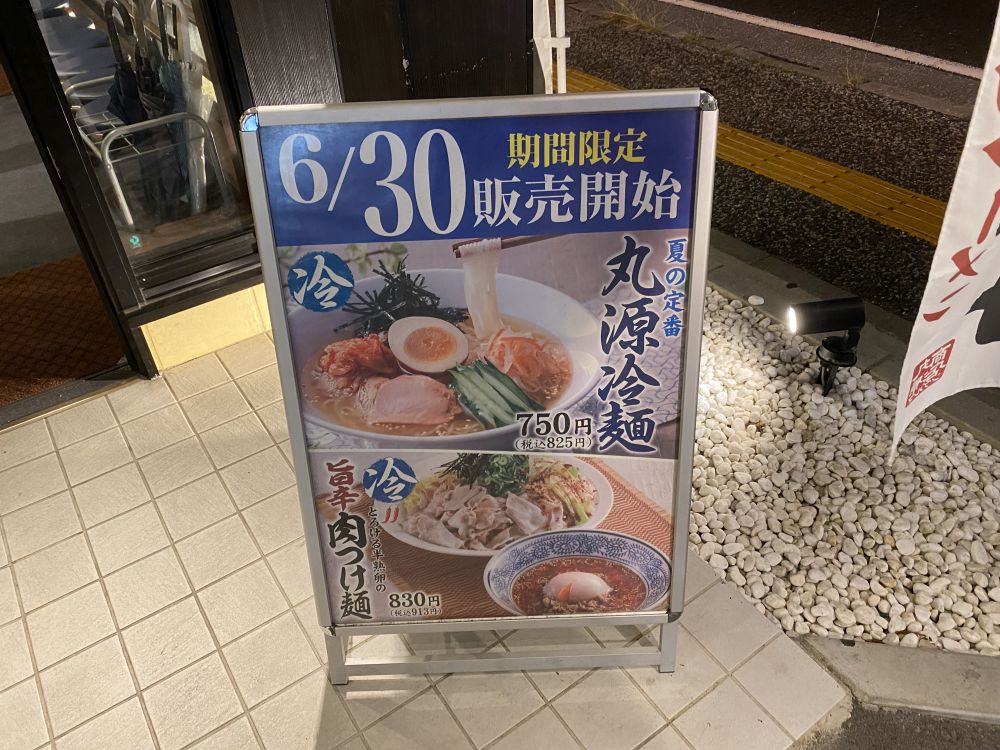 6/30
期間限定
販売開始
冷
夏の定番
丸源冷麺
750円
(税込825円)
冷
旨辛
とろける半熟卵の
肉つけ麺
830円
(税込913円)